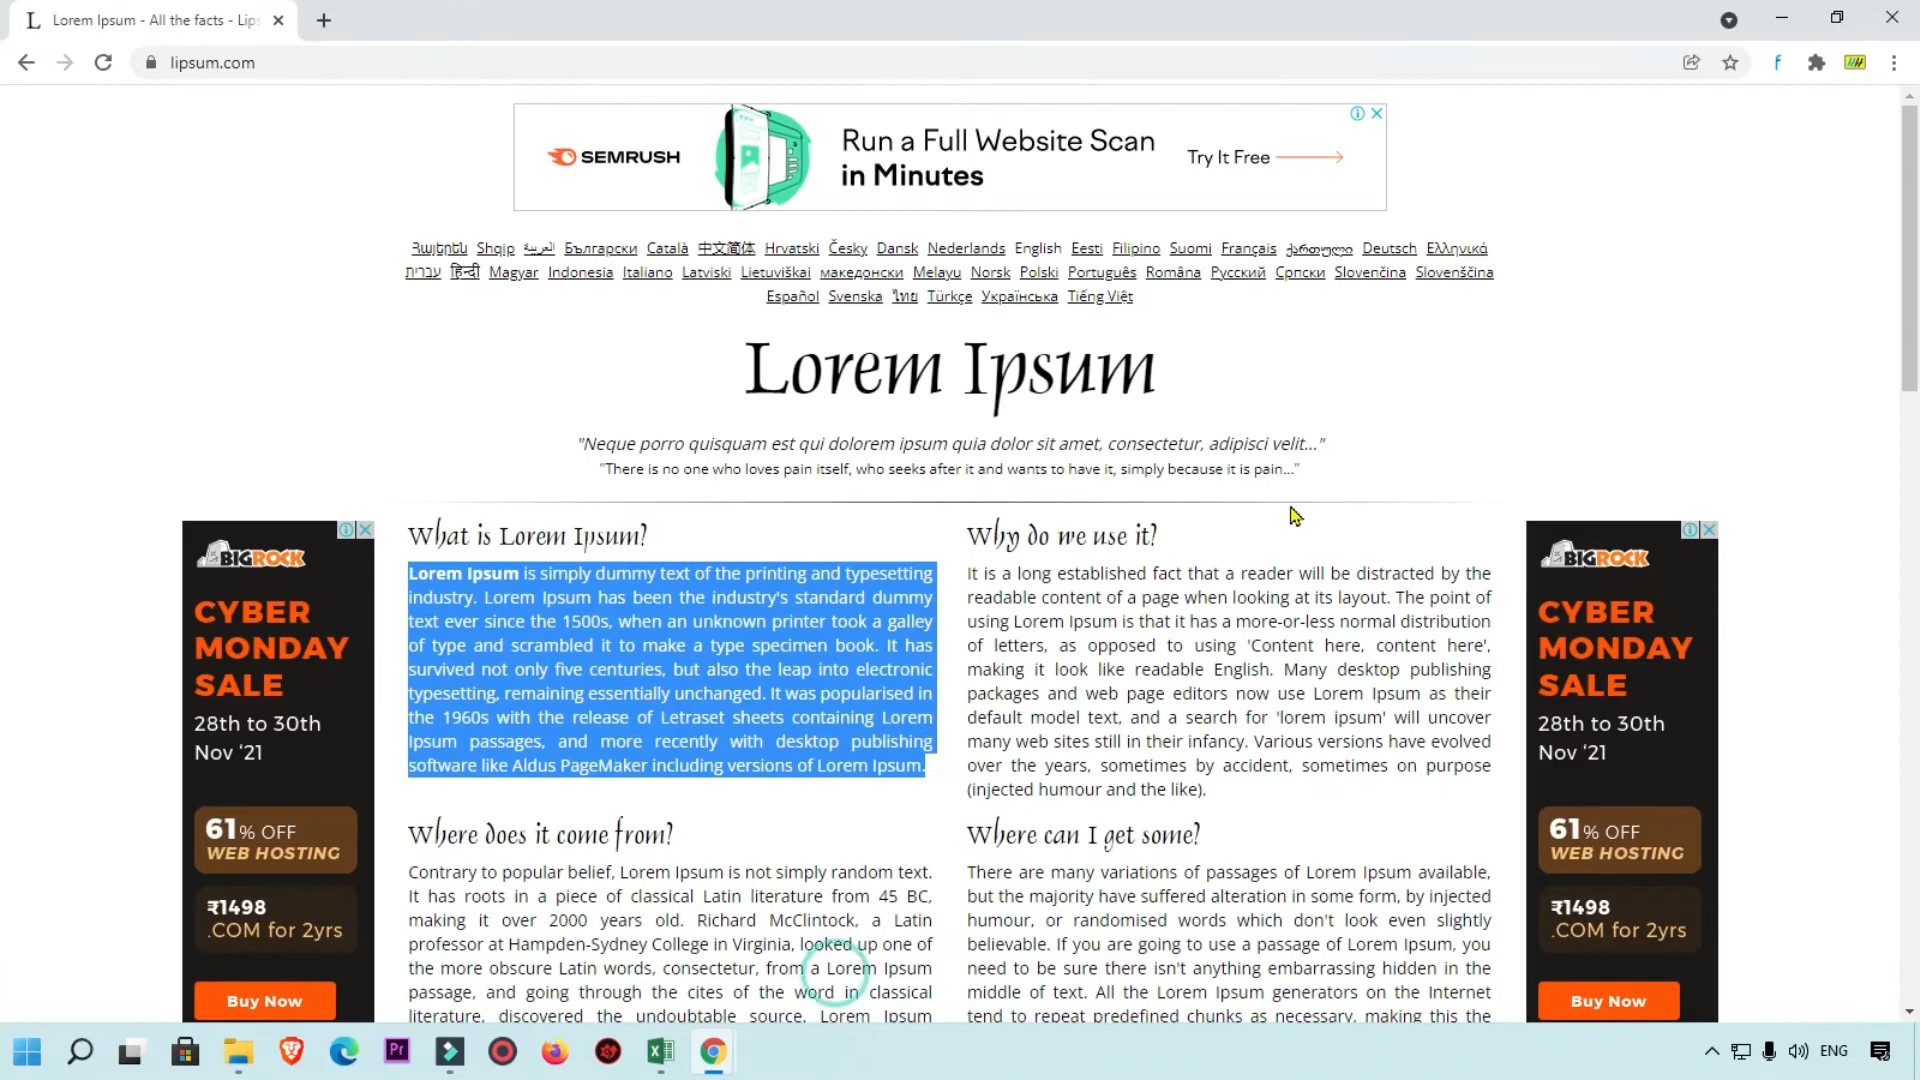 Lorem Ipsum - All the facts - Lips
lipsum.com
SEMRUSH
Run a Full Website Scan
in Minutes
Try It Free
Հայերեն Shqip العربية Български Català 中文简体 Hrvatski Česky Dansk Nederlands English Eesti Filipino Suomi Français ქართული Deutsch Ελληνικά
עברית हिन्दी Magyar Indonesia Italiano Latviski Lietuviškai македонски Melayu Norsk Polski Português Româna Русский Српски Slovenčina Slovenščina
Español Svenska ไทย Türkçe Українська Tiếng Việt
Lorem Ipsum
"Neque porro quisquam est qui dolorem ipsum quia dolor sit amet, consectetur, adipisci velit..."
"There is no one who loves pain itself, who seeks after it and wants to have it, simply because it is pain..."
BIGROCK
CYBER
MONDAY
SALE
28th to 30th
Nov ‘21
61% OFF
WEB HOSTING
₹1498
.COM for 2yrs
Buy Now
What is Lorem Ipsum?
Lorem Ipsum is simply dummy text of the printing and typesetting
industry. Lorem Ipsum has been the industry's standard dummy
text ever since the 1500s, when an unknown printer took a galley
of type and scrambled it to make a type specimen book. It has
survived not only five centuries, but also the leap into electronic
typesetting, remaining essentially unchanged. It was popularised in
the 1960s with the release of Letraset sheets containing Lorem
Ipsum passages, and more recently with desktop publishing
software like Aldus PageMaker including versions of Lorem Ipsum.
Why do we use it?
It is a long established fact that a reader will be distracted by the
readable content of a page when looking at its layout. The point of
using Lorem Ipsum is that it has a more-or-less normal distribution
of letters, as opposed to using 'Content here, content here',
making it look like readable English. Many desktop publishing
packages and web page editors now use Lorem Ipsum as their
default model text, and a search for 'lorem ipsum' will uncover
many web sites still in their infancy. Various versions have evolved
over the years, sometimes by accident, sometimes on purpose
(injected humour and the like).
Where does it come from?
Contrary to popular belief, Lorem Ipsum is not simply random text.
It has roots in a piece of classical Latin literature from 45 BC,
making it over 2000 years old. Richard McClintock, a Latin
professor at Hampden-Sydney College in Virginia, looked up one of
the more obscure Latin words, consectetur, from a Lorem Ipsum
passage, and going through the cites of the word in classical
literature, discovered the undoubtable source. Lorem Ipsum
Where can I get some?
There are many variations of passages of Lorem Ipsum available,
but the majority have suffered alteration in some form, by injected
humour, or randomised words which don't look even slightly
believable. If you are going to use a passage of Lorem Ipsum, you
need to be sure there isn't anything embarrassing hidden in the
middle of text. All the Lorem Ipsum generators on the Internet
tend to repeat predefined chunks as necessary, making this the
BIGROCK
CYBER
MONDAY
SALE
28th to 30th
Nov ‘21
61% OFF
WEB HOSTING
₹1498
.COM for 2yrs
Buy Now
Pr
ENG